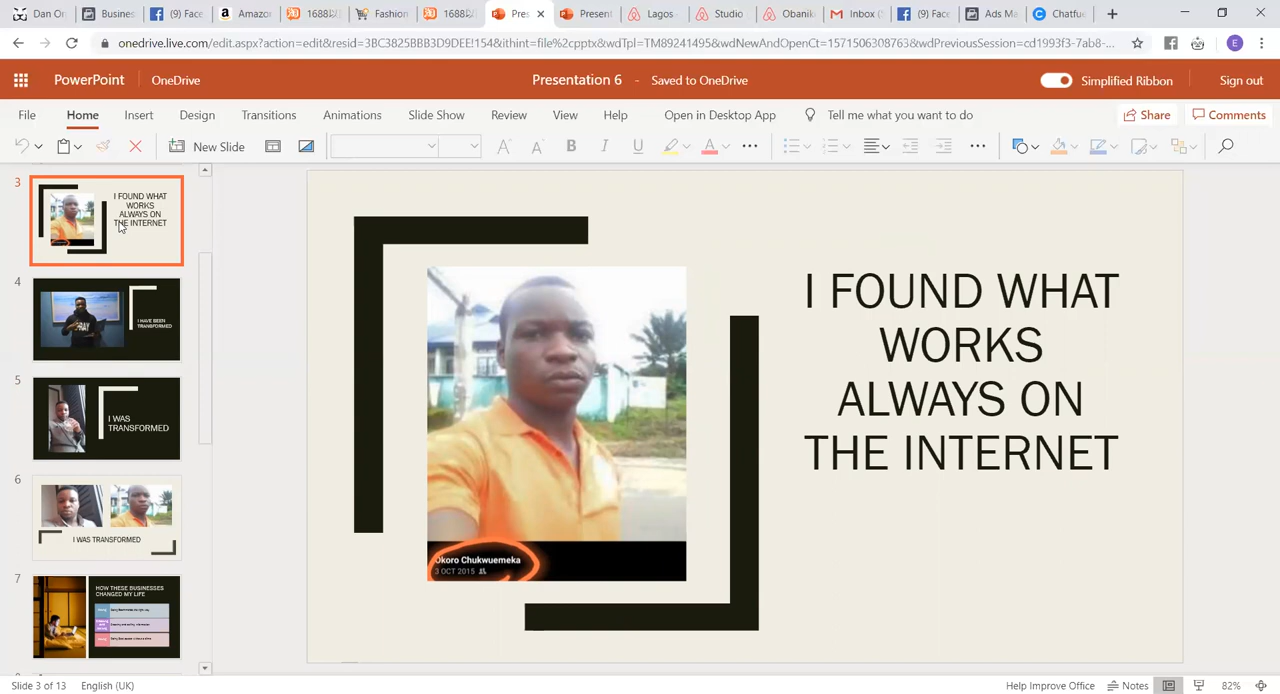 Dan Or
Busines
(9) Face
Amazo
1688
Fashion
1688
Pres
Present
Lagos
Studio
Obanik
Inbox (
(9) Face
Ads Ma
Chatfue
onedrive.live.com/edit.aspx?action=edit&resid=3BC3825BBB3D9DEE!154&ithint=file%2cpptx&wdTpl=TM89241495&wdNewAndOpenCt=1571506308763&wdPreviousSession=cd1993f3-7ab8-...
E
PowerPoint OneDrive Presentation 6 - Saved to OneDrive Simplified Ribbon Sign out
File Home Insert Design Transitions Animations Slide Show Review View Help Open in Desktop App Tell me what you want to do Share Comments
New Slide
3
I FOUND WHAT
WORKS
ALWAYS ON
THE INTERNET
4
I HAVE BEEN
TRANSFORMED
5
I WAS
TRANSFORMED
6
I WAS TRANSFORMED
7
HOW THESE BUSINESSES
CHANGED MY LIFE
I FOUND WHAT
WORKS
ALWAYS ON
THE INTERNET
Okoro Chukwuemeka
3 OCT 2015
Slide 3 of 13 English (UK) Help Improve Office Notes 82%